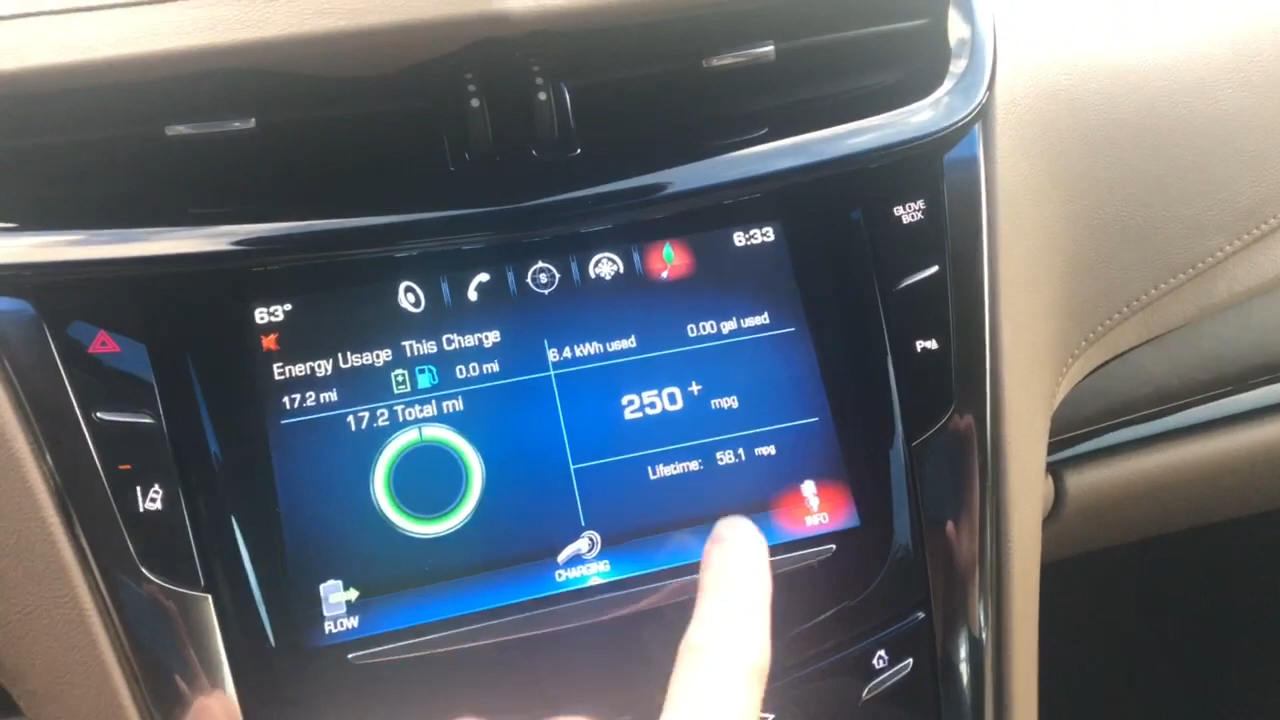 GLOVE
BOX
6:33
S
63°
Energy Usage This Charge
6.4 kWh used 0.00 gal used
17.2 mi 0.0 mi
17.2 Total mi
250+ mpg
Lifetime: 58.1 mpg
FLOW
CHARGING
INFO